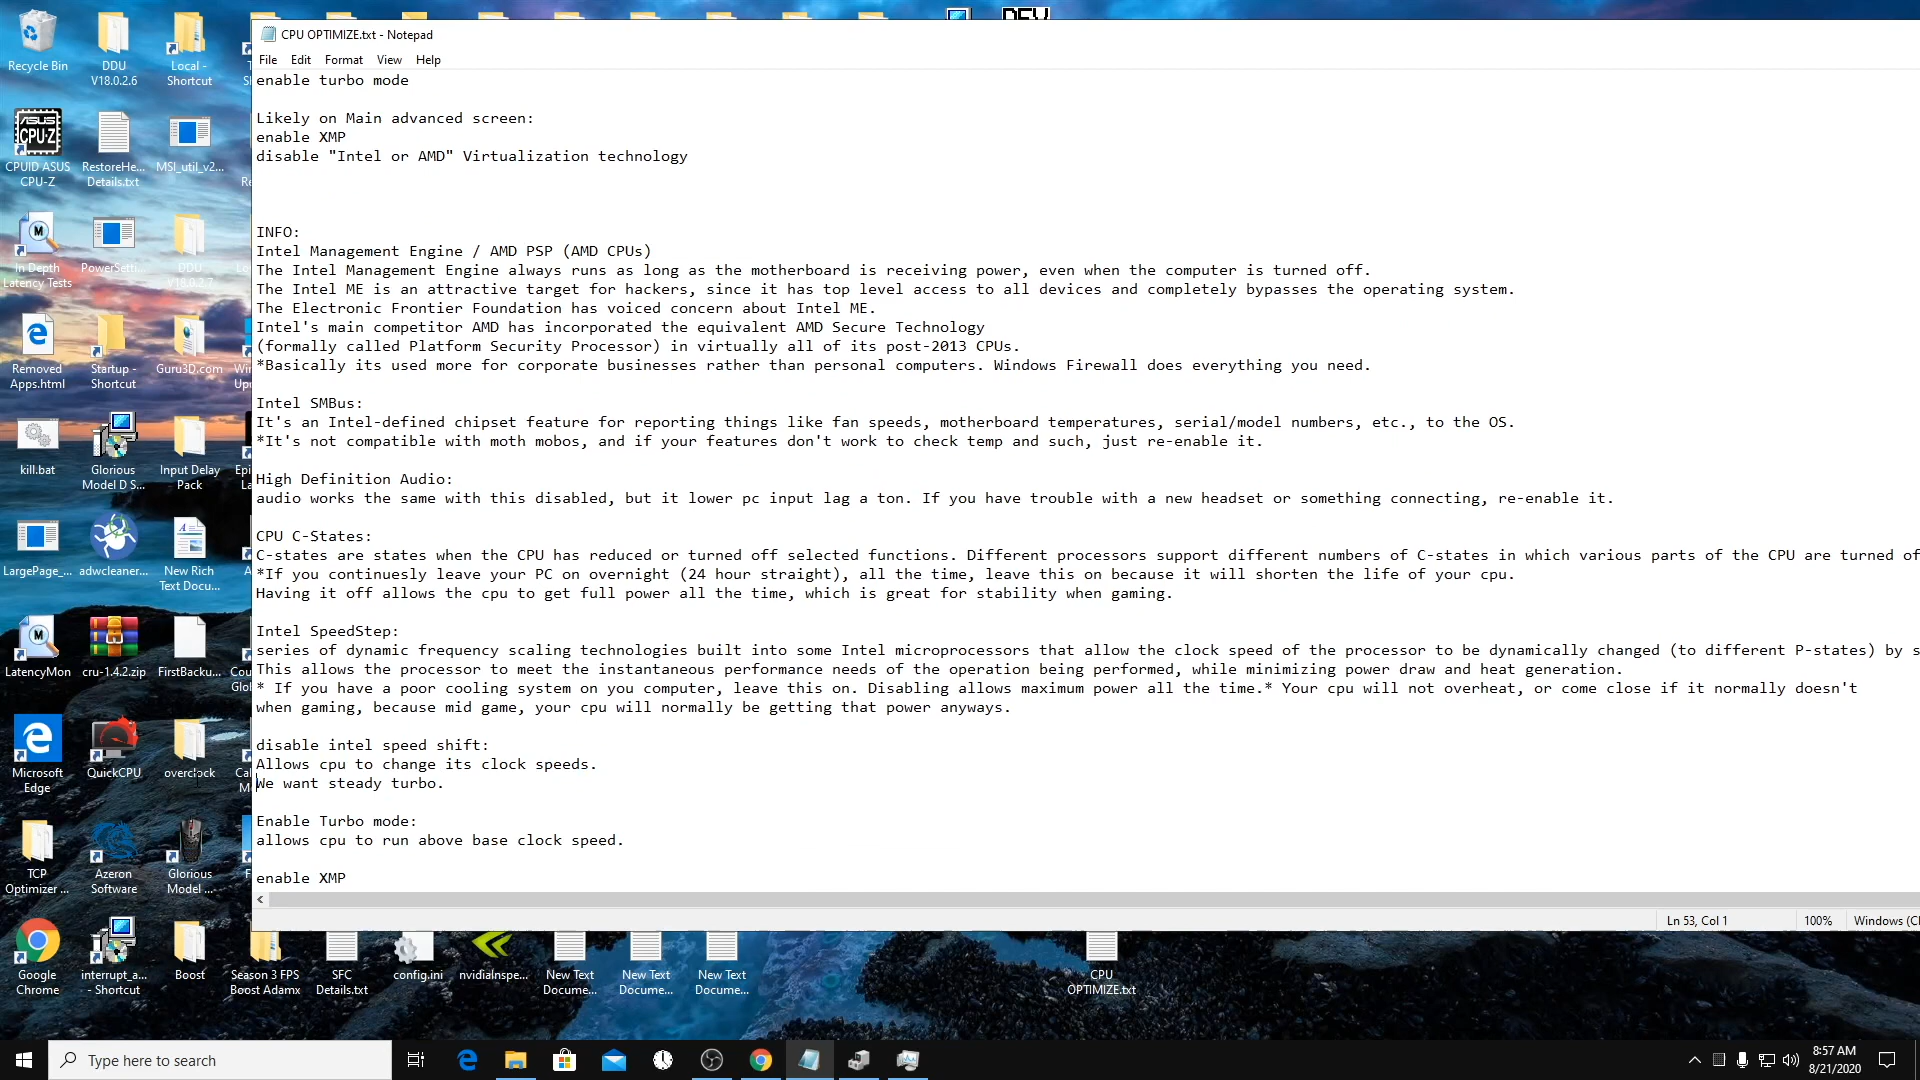 CPU OPTIMIZE.txt - Notepad
File Edit Format View Help
enable turbo mode
Likely on Main advanced screen:
enable XMP
disable "Intel or AMD" Virtualization technology
INFO:
Intel Management Engine / AMD PSP (AMD CPUs)
The Intel Management Engine always runs as long as the motherboard is receiving power, even when the computer is turned off.
The Intel ME is an attractive target for hackers, since it has top level access to all devices and completely bypasses the operating system.
The Electronic Frontier Foundation has voiced concern about Intel ME.
Intel's main competitor AMD has incorporated the equivalent AMD Secure Technology
(formally called Platform Security Processor) in virtually all of its post-2013 CPUs.
*Basically its used more for corporate businesses rather than personal computers. Windows Firewall does everything you need.
Intel SMBus:
It's an Intel-defined chipset feature for reporting things like fan speeds, motherboard temperatures, serial/model numbers, etc., to the OS.
*It's not compatible with moth mobos, and if your features don't work to check temp and such, just re-enable it.
High Definition Audio:
audio works the same with this disabled, but it lower pc input lag a ton. If you have trouble with a new headset or something connecting, re-enable it.
CPU C-States:
C-states are states when the CPU has reduced or turned off selected functions. Different processors support different numbers of C-states in which various parts of the CPU are turned of
*If you continuesly leave your PC on overnight (24 hour straight), all the time, leave this on because it will shorten the life of your cpu.
Having it off allows the cpu to get full power all the time, which is great for stability when gaming.
Intel SpeedStep:
series of dynamic frequency scaling technologies built into some Intel microprocessors that allow the clock speed of the processor to be dynamically changed (to different P-states) by s
This allows the processor to meet the instantaneous performance needs of the operation being performed, while minimizing power draw and heat generation.
* If you have a poor cooling system on you computer, leave this on. Disabling allows maximum power all the time.* Your cpu will not overheat, or come close if it normally doesn't
when gaming, because mid game, your cpu will normally be getting that power anyways.
disable intel speed shift:
Allows cpu to change its clock speeds.
We want steady turbo.
Enable Turbo mode:
allows cpu to run above base clock speed.
enable XMP
Ln 53, Col 1
100%
Windows (Cl
Recycle Bin
DDU
V18.0.2.6
Local -
Shortcut
ASUS
CPU-Z
CPUID ASUS
CPU-Z
RestoreHe...
Details.txt
MSI_util_v2...
In Depth
Latency Tests
PowerSetti...
DDU
V18.0.2.7
Removed
Apps.html
Startup -
Shortcut
Guru3D.com
kill.bat
Glorious
Model D S...
Input Delay
Pack
LargePage_...
adwcleaner...
New Rich
Text Docu...
LatencyMon
cru-1.4.2.zip
FirstBacku...
Microsoft
Edge
QuickCPU
overclock
TCP
Optimizer ...
Azeron
Software
Glorious
Model ...
Google
Chrome
interrupt_a...
- Shortcut
Boost
Season 3 FPS
Boost Adamx
SFC
Details.txt
config.ini
nvidiaInspe...
New Text
Docume...
New Text
Docume...
New Text
Docume...
CPU
OPTIMIZE.txt
Type here to search
8:57 AM
8/21/2020